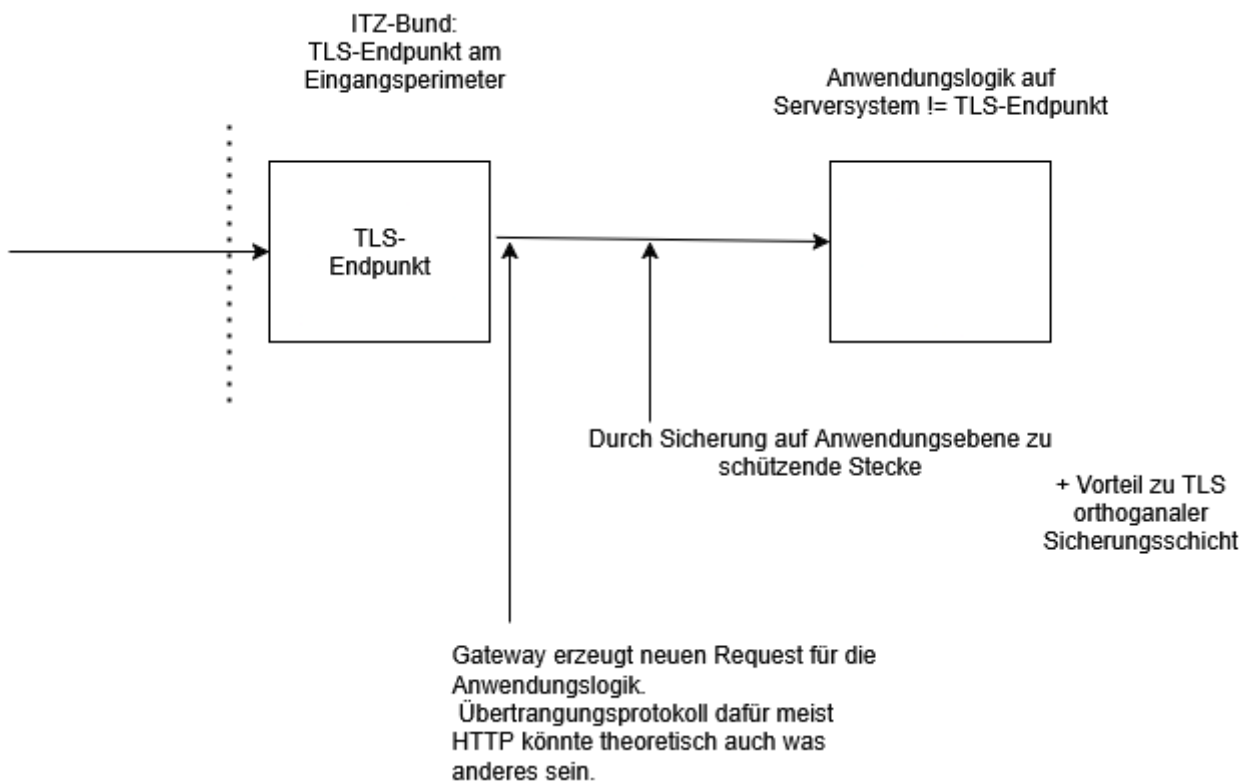 ITZ-Bund:
TLS-Endpunkt am
Eingangsperimeter
Anwendungslogik auf
Serversystem != TLS-Endpunkt
TLS-
Endpunkt
Durch Sicherung auf Anwendungsebene zu
schützende Stecke
+ Vorteil zu TLS
orthoganaler
Sicherungsschicht
Gateway erzeugt neuen Request für die
Anwendungslogik.
Übertrangungsprotokoll dafür meist
HTTP könnte theoretisch auch was
anderes sein.